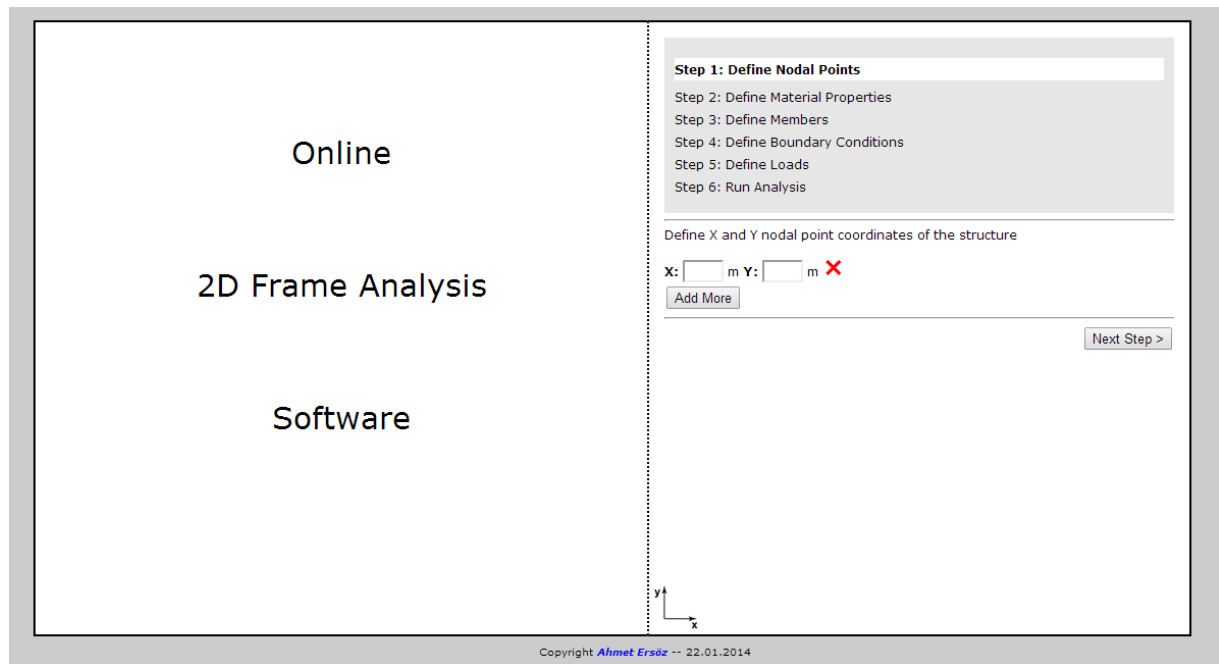 Online
2D Frame Analysis
Software
Step 1: Define Nodal Points
Step 2: Define Material Properties
Step 3: Define Members
Step 4: Define Boundary Conditions
Step 5: Define Loads
Step 6: Run Analysis
Define X and Y nodal point coordinates of the structure
X: m Y: m
Add More
Next Step >
y
x
Copyright Ahmet Ersöz -- 22.01.2014